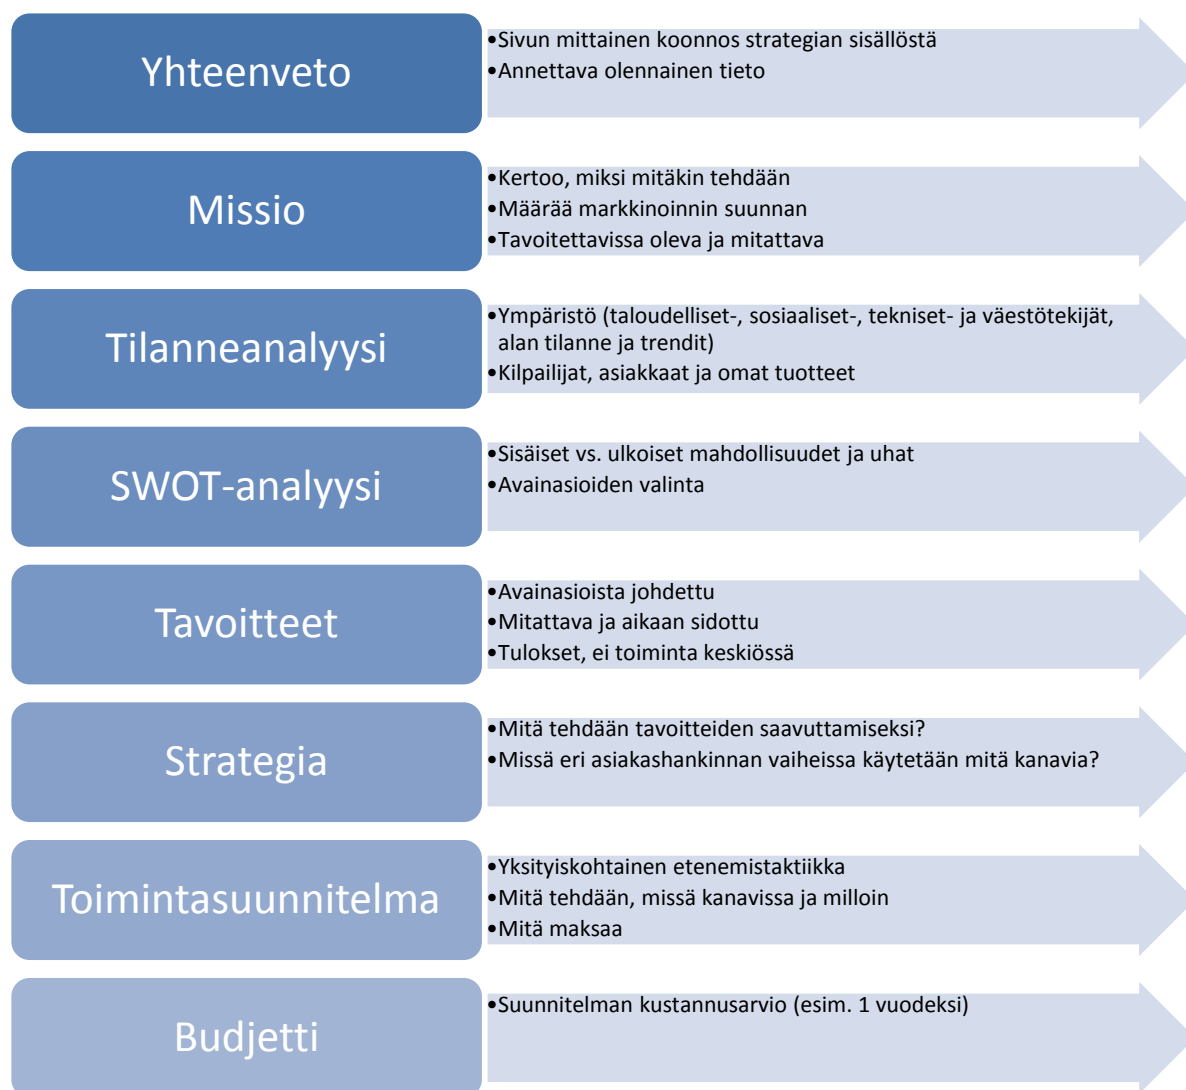 Yhteenveto
•Sivun mittainen koonnos strategian sisällöstä
•Annettava olennainen tieto
Missio
•Kertoo, miksi mitäkin tehdään
•Määrää markkinoinnin suunnan
•Tavoitettavissa oleva ja mitattava
Tilanneanalyysi
•Ympäristö (taloudelliset-, sosiaaliset-, tekniset- ja väestötekijät,
alan tilanne ja trendit)
•Kilpailijat, asiakkaat ja omat tuotteet
SWOT-analyysi
•Sisäiset vs. ulkoiset mahdollisuudet ja uhat
•Avainasioiden valinta
Tavoitteet
•Avainasioista johdettu
•Mitattava ja aikaan sidottu
•Tulokset, ei toiminta keskiössä
Strategia
•Mitä tehdään tavoitteiden saavuttamiseksi?
•Missä eri asiakashankinnan vaiheissa käytetään mitä kanavia?
Toimintasuunnitelma
•Yksityiskohtainen etenemistaktiikka
•Mitä tehdään, missä kanavissa ja milloin
•Mitä maksaa
Budjetti
•Suunnitelman kustannusarvio (esim. 1 vuodeksi)